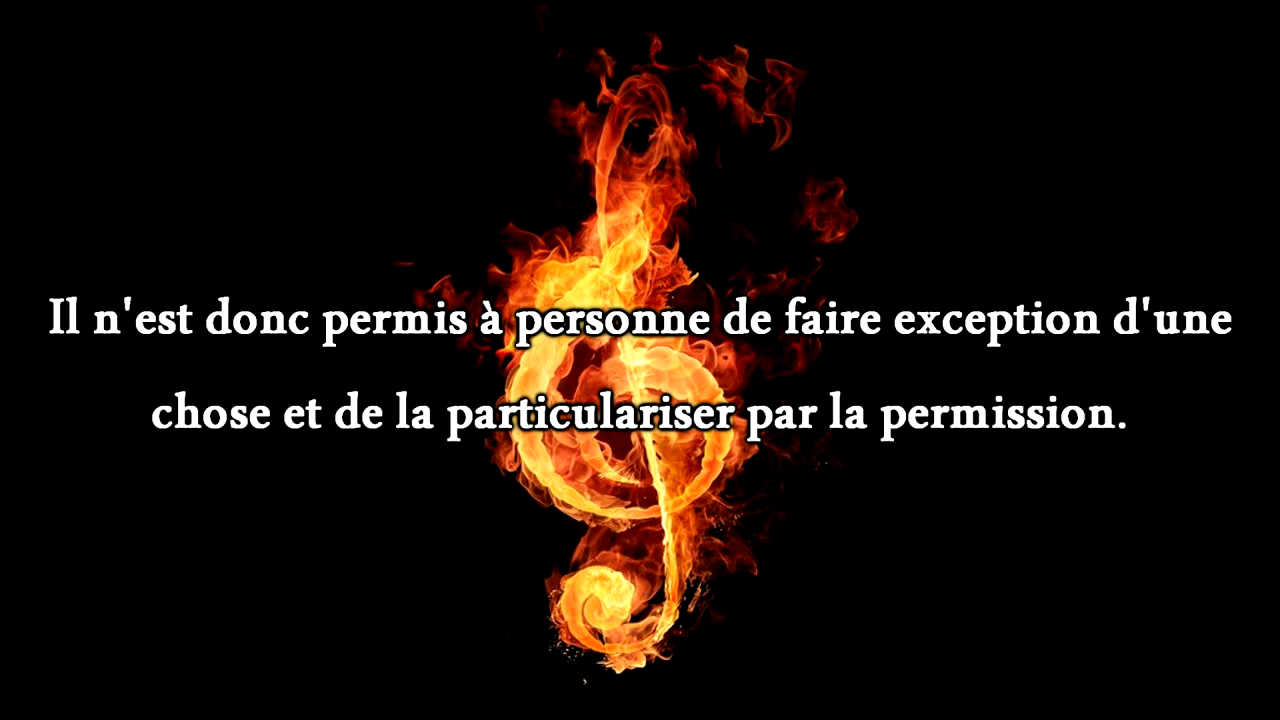 Il n'est donc permis à personne de faire exception d'une
chose et de la particulariser par la permission.